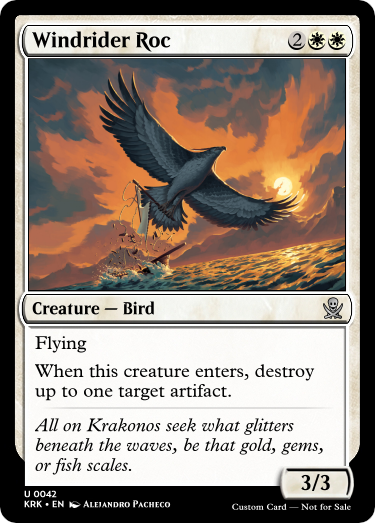 Windrider Roc 2
Creature — Bird
Flying
When this creature enters, destroy
up to one target artifact.
All on Krakonos seek what glitters
beneath the waves, be that gold, gems,
or fish scales.
3/3
U 0042
KRK • EN Alejandro Pacheco
Custom Card — Not for Sale